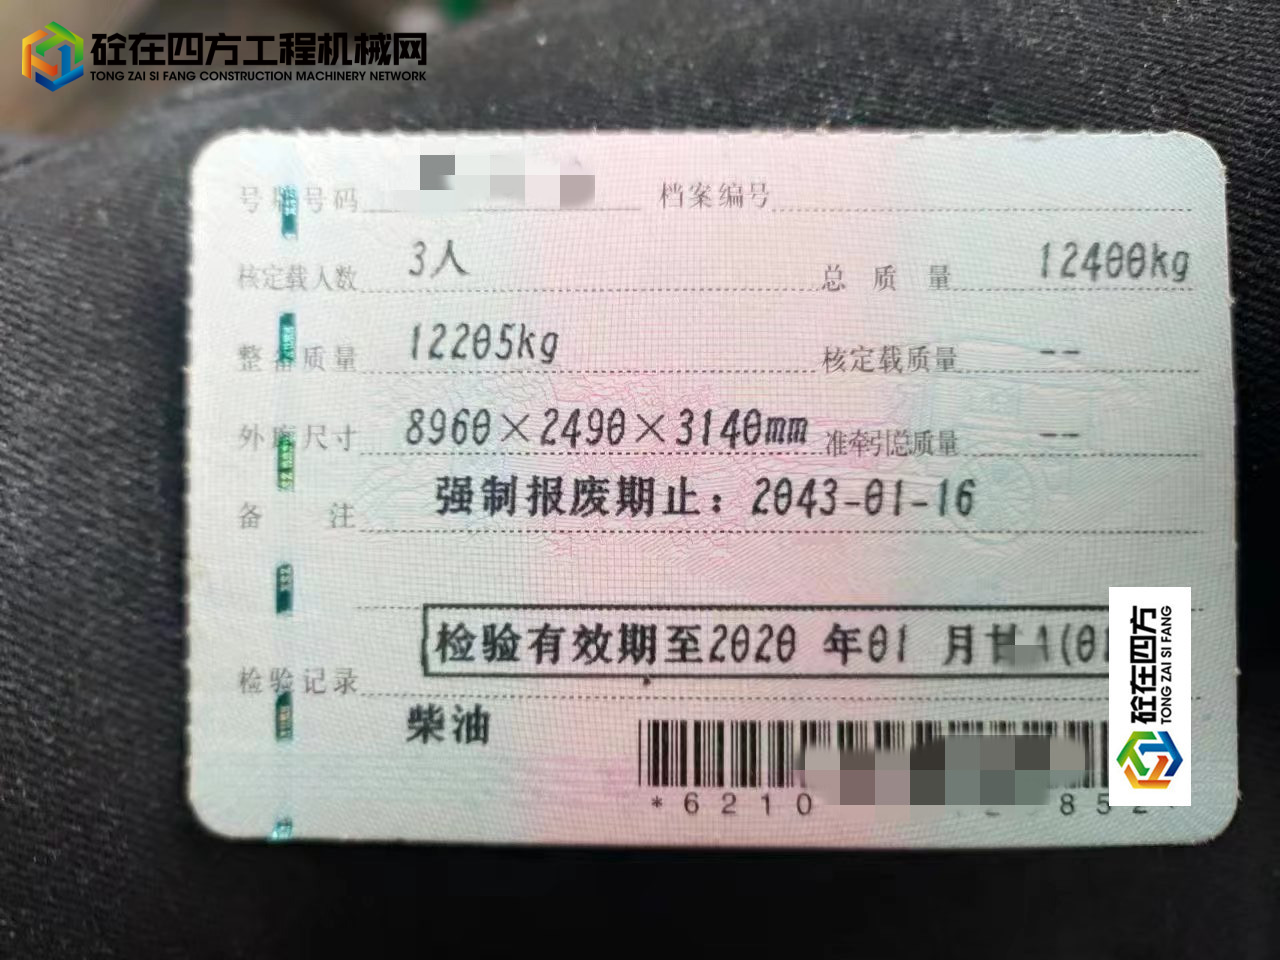 砼在四方工程机械网
TONG ZAI SI FANG CONSTRUCTION MACHINERY NETWORK
号牌号码 档案编号
核定载人数 3人 总质量 12400kg
整备质量 12205kg 核定载质量 --
外廓尺寸 8960×2490×3140mm 准牵引总质量 --
备注 强制报废期止：2043-01-16
检验有效期至2020 年01 月甘A(01
检验记录
柴油
*6210 852
砼在四方
TONG ZAI SI FANG